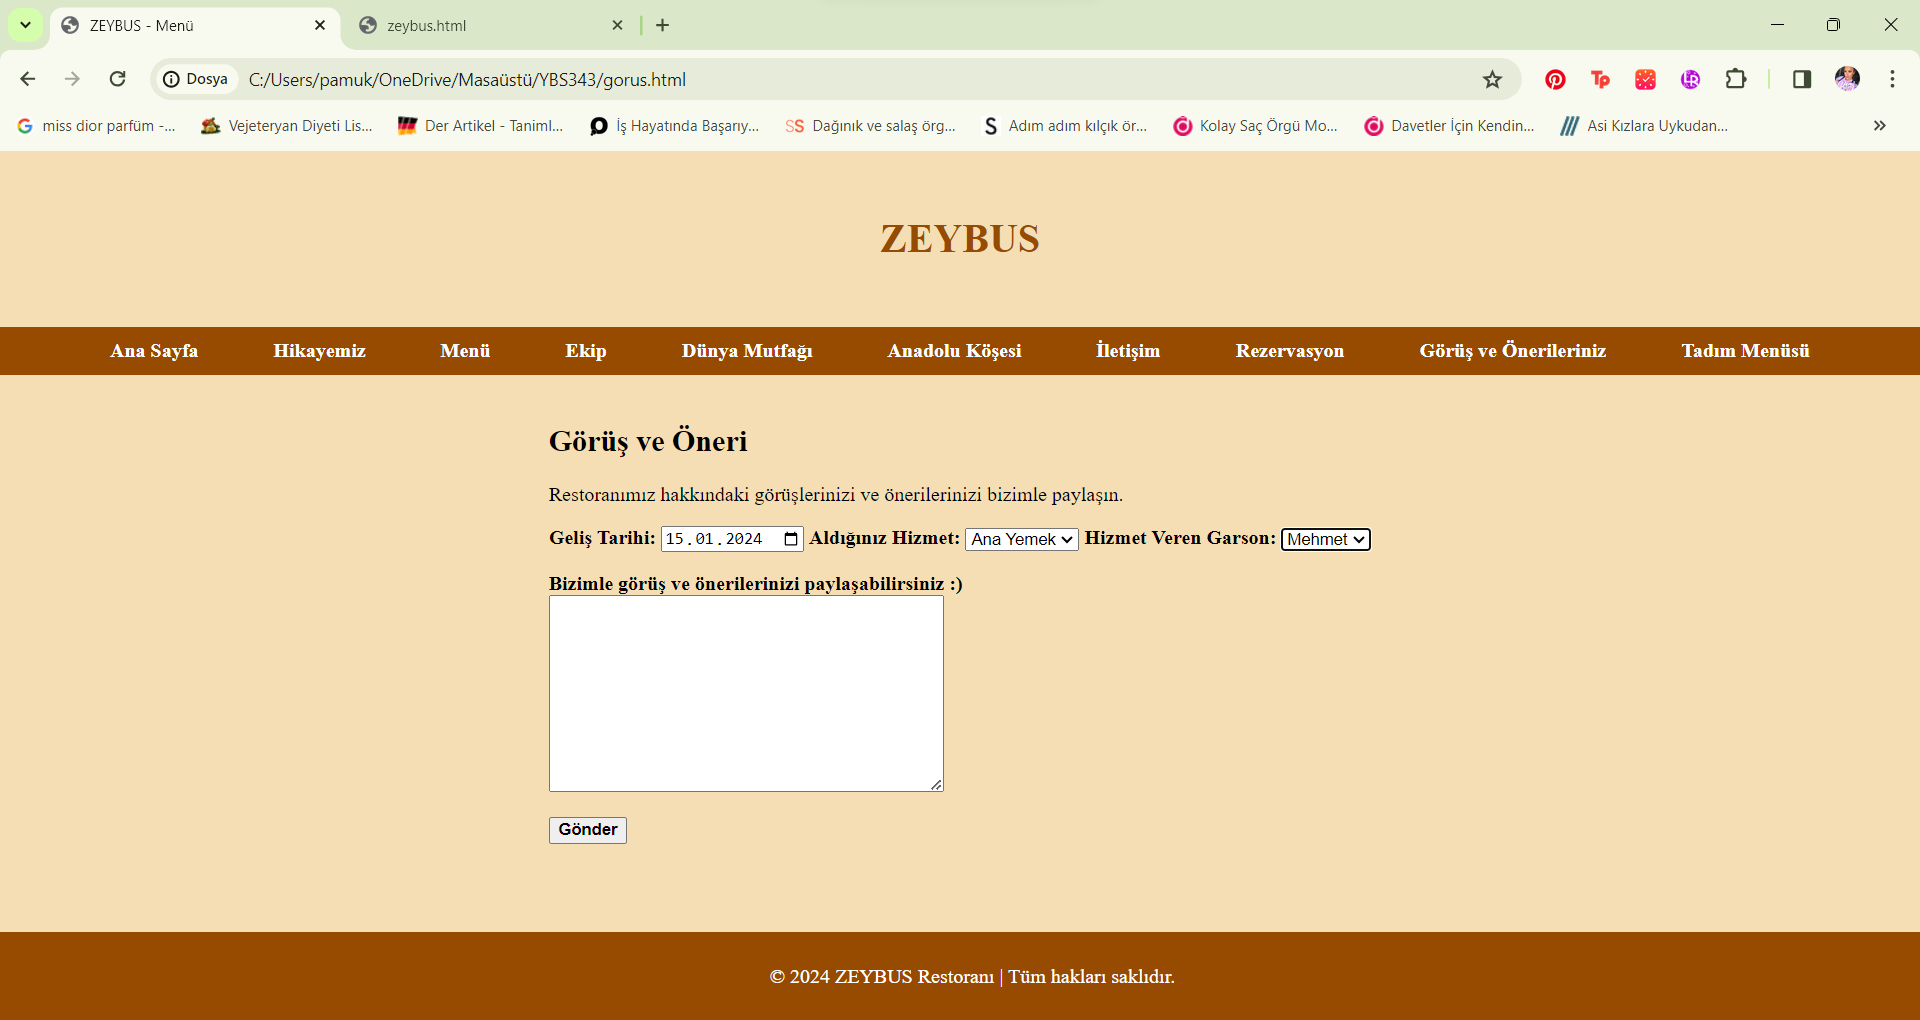 ZEYBUS - Menü
zeybus.html
Dosya C:/Users/pamuk/OneDrive/Masaüstü/YBS343/gorus.html
miss dior parfüm -... Vejeteryan Diyeti Lis... Der Artikel - Taniml... İş Hayatında Başarıy... SS Dağınık ve salaş örg... S Adım adım kılçık ör... Kolay Saç Örgü Mo... Davetler İçin Kendin... Asi Kızlara Uykudan...
ZEYBUS
Ana Sayfa Hikayemiz Menü Ekip Dünya Mutfağı Anadolu Köşesi İletişim Rezervasyon Görüş ve Önerileriniz Tadım Menüsü
Görüş ve Öneri
Restoranımız hakkındaki görüşlerinizi ve önerilerinizi bizimle paylaşın.
Geliş Tarihi: 15.01.2024 Aldığınız Hizmet: Ana Yemek Hizmet Veren Garson: Mehmet
Bizimle görüş ve önerilerinizi paylaşabilirsiniz :)
Gönder
© 2024 ZEYBUS Restoranı | Tüm hakları saklıdır.